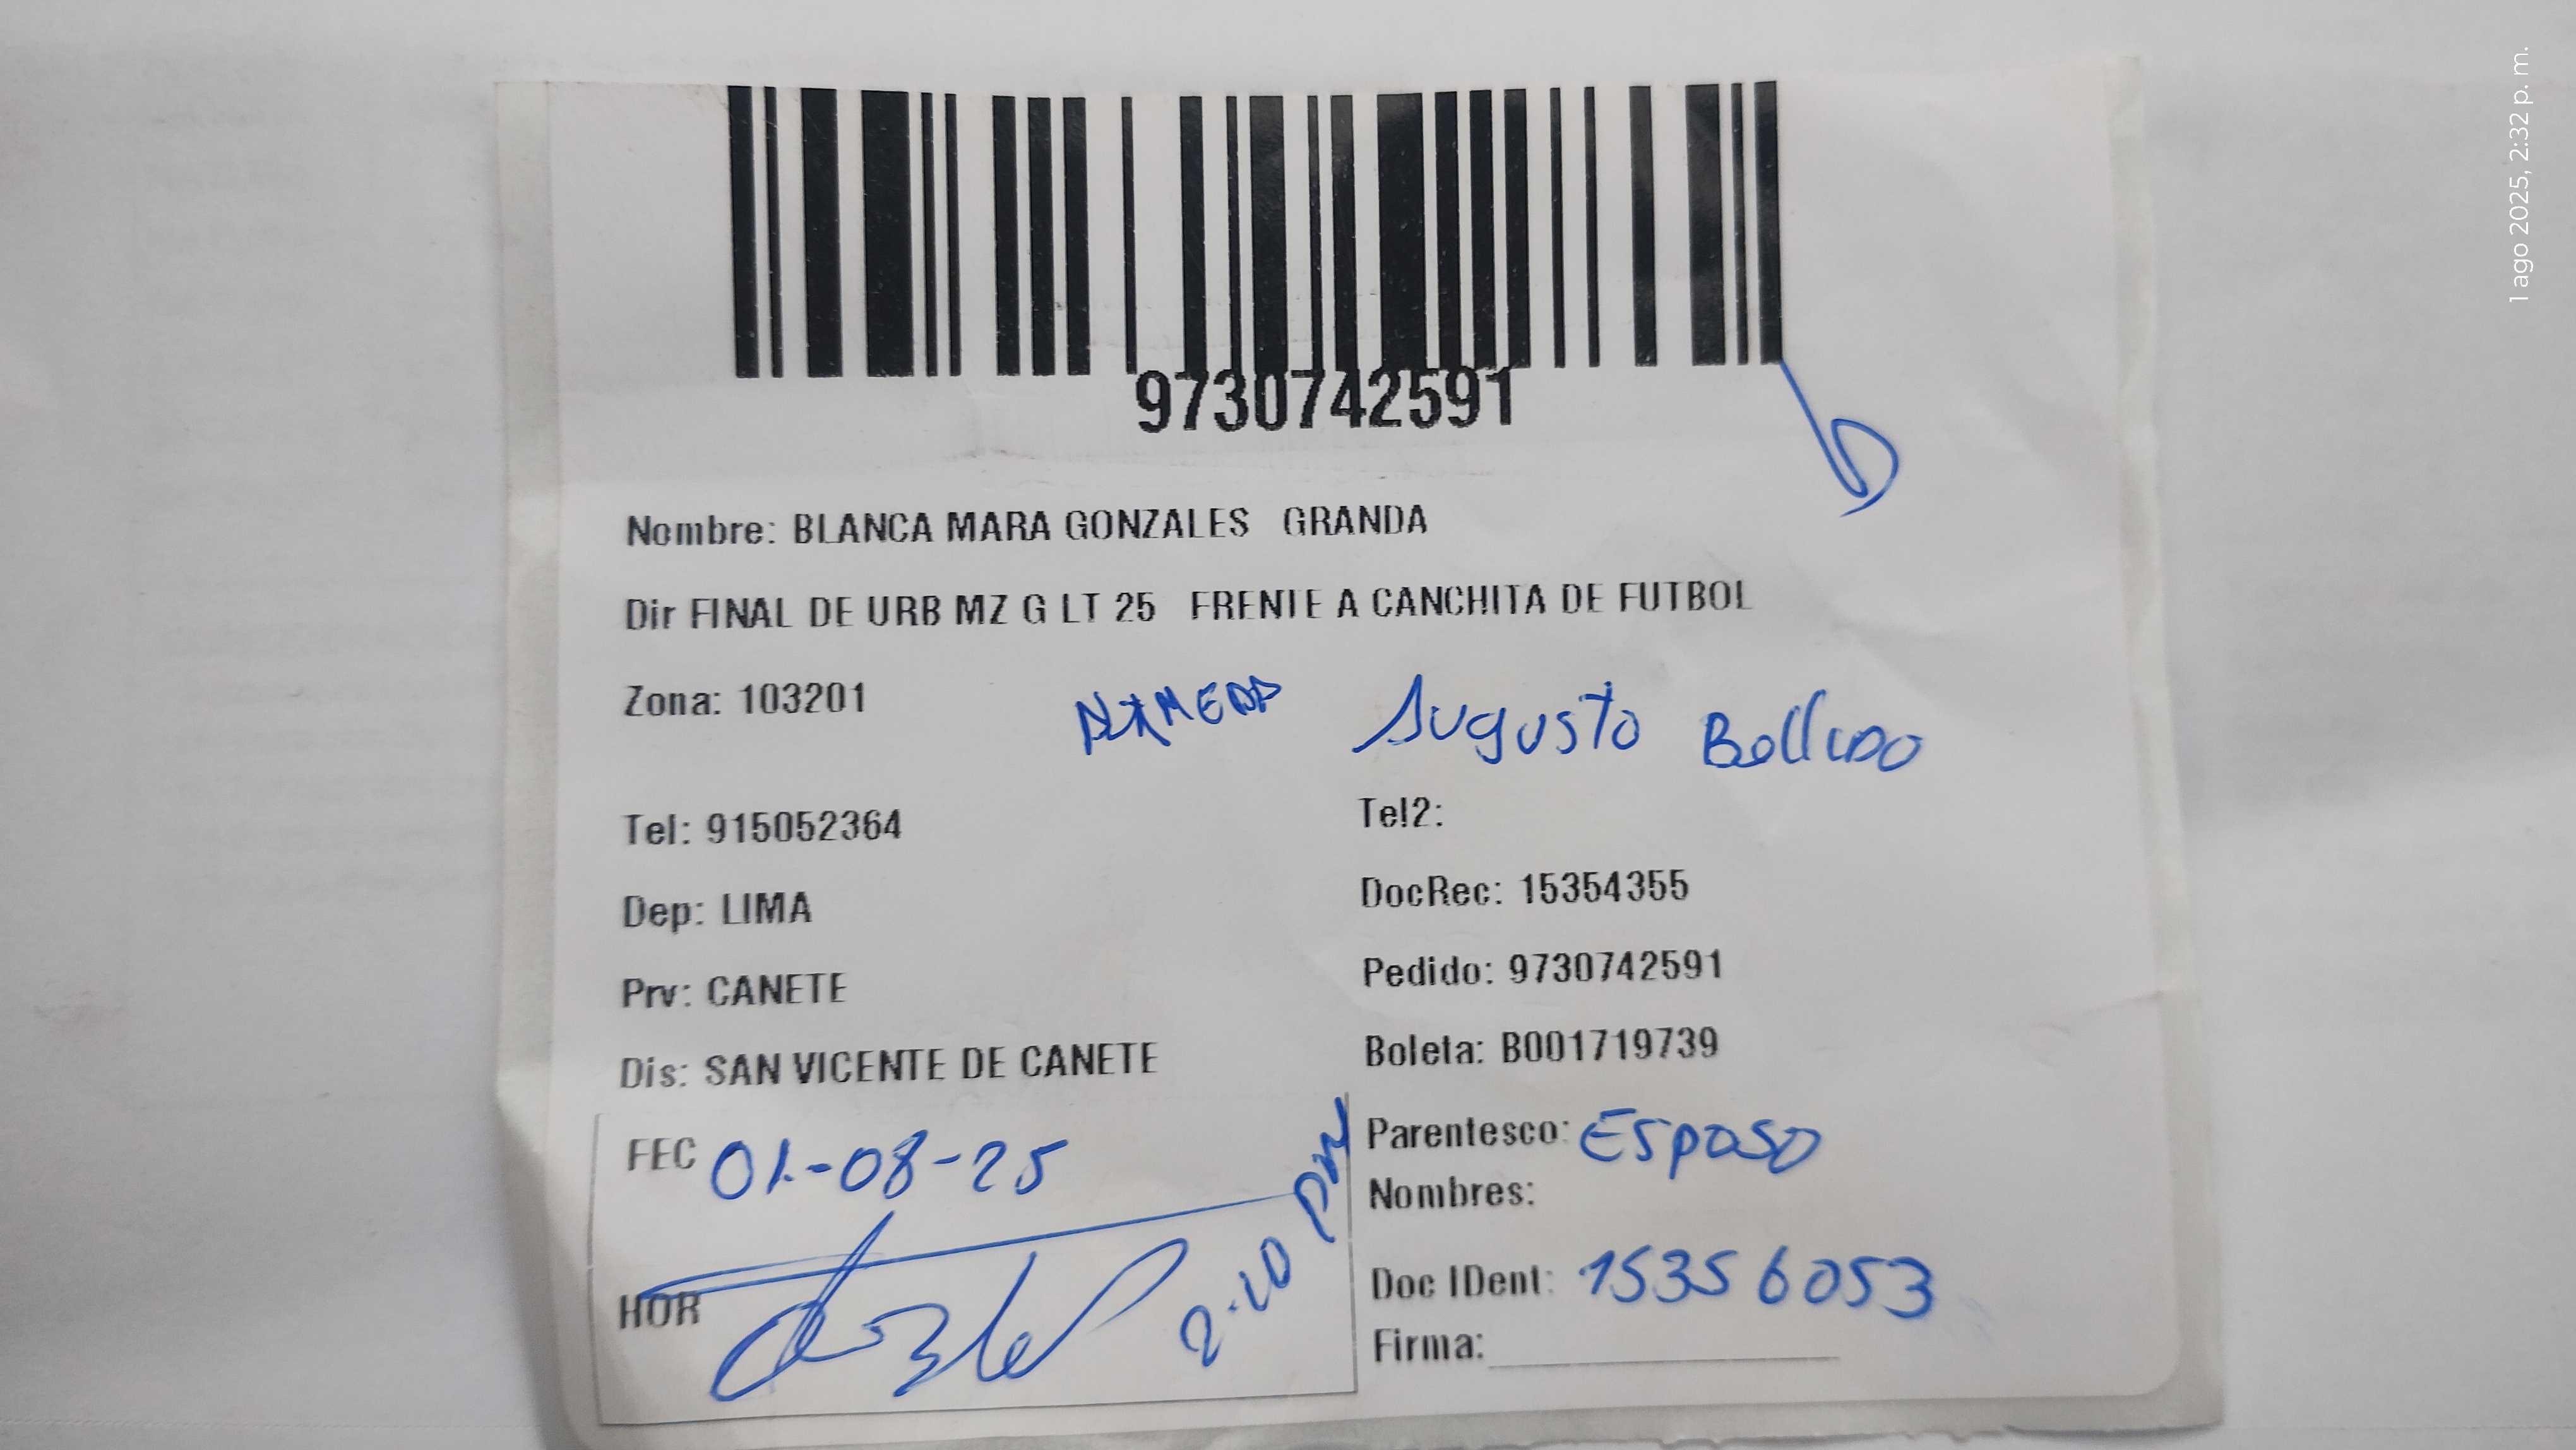 9730742591
Nombre: BLANCA MARA GONZALES GRANDA
Dir FINAL DE URB MZ G LT 25 FRENTE A CANCHITA DE FUTBOL
Zona: 103201
Augusto Bellido
Tel: 915052364
Tel2:
Dep: LIMA
DocRec: 15354355
Prv: CANETE
Pedido: 9730742591
Dis: SAN VICENTE DE CANETE
Boleta: B001719739
FEC 01-08-25
Parentesco: Esposo
Nombres:
HOR 2:10 PM
Doc IDent: 15356053
Firma:
1 ago 2025, 2:32 p. m.